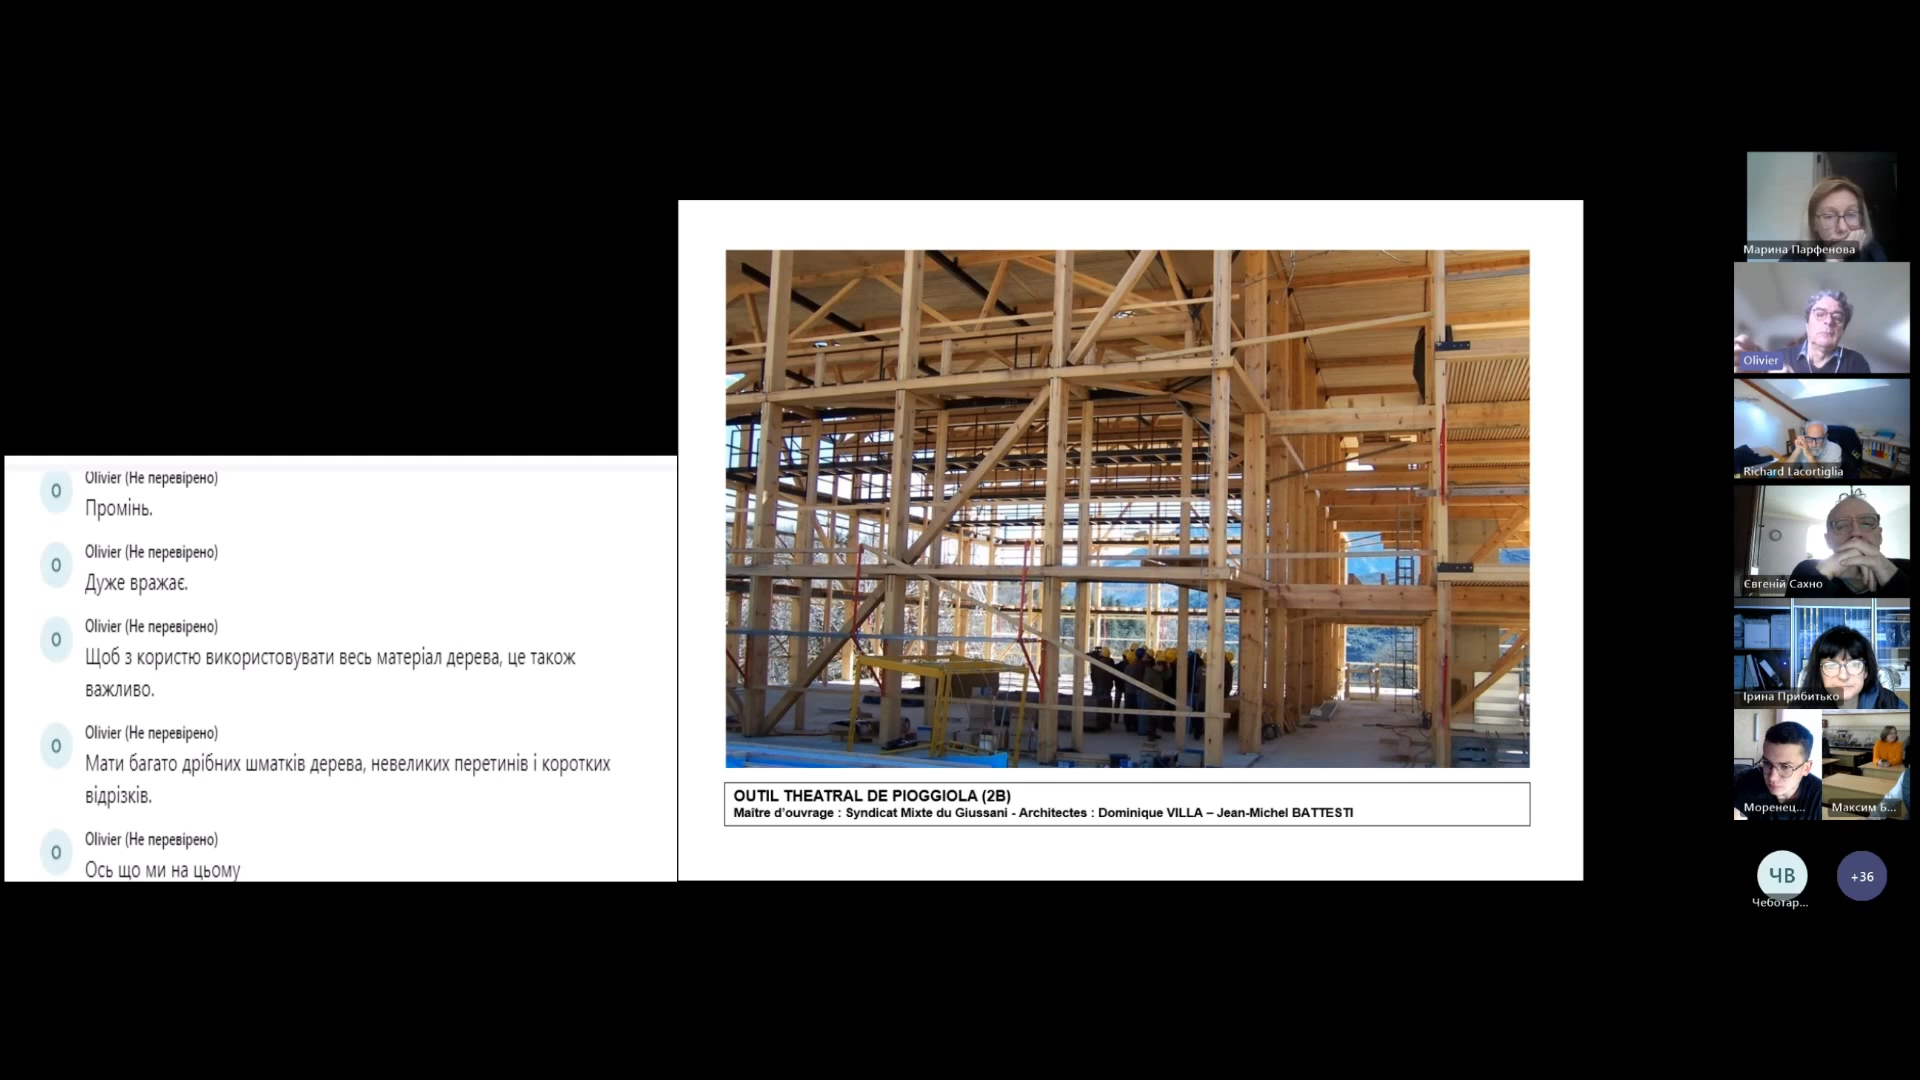 O
Olivier (Не перевірено)
Промінь.
O
Olivier (Не перевірено)
Дуже вражає.
O
Olivier (Не перевірено)
Щоб з користю використовувати весь матеріал дерева, це також
важливо.
O
Olivier (Не перевірено)
Мати багато дрібних шматків дерева, невеликих перетинів і коротких
відрізків.
O
Olivier (Не перевірено)
Ось що ми на цьому
OUTIL THEATRAL DE PIOGGIOLA (2B)
Maître d'ouvrage : Syndicat Mixte du Giussani - Architectes : Dominique VILLA – Jean-Michel BATTESTI
Марина Парфенова
Olivier
Richard Lacortiglia
Євгеній Сахно
Ірина Прибитько
Моренец...
Максим Б...
ЧВ
Чеботар...
+36